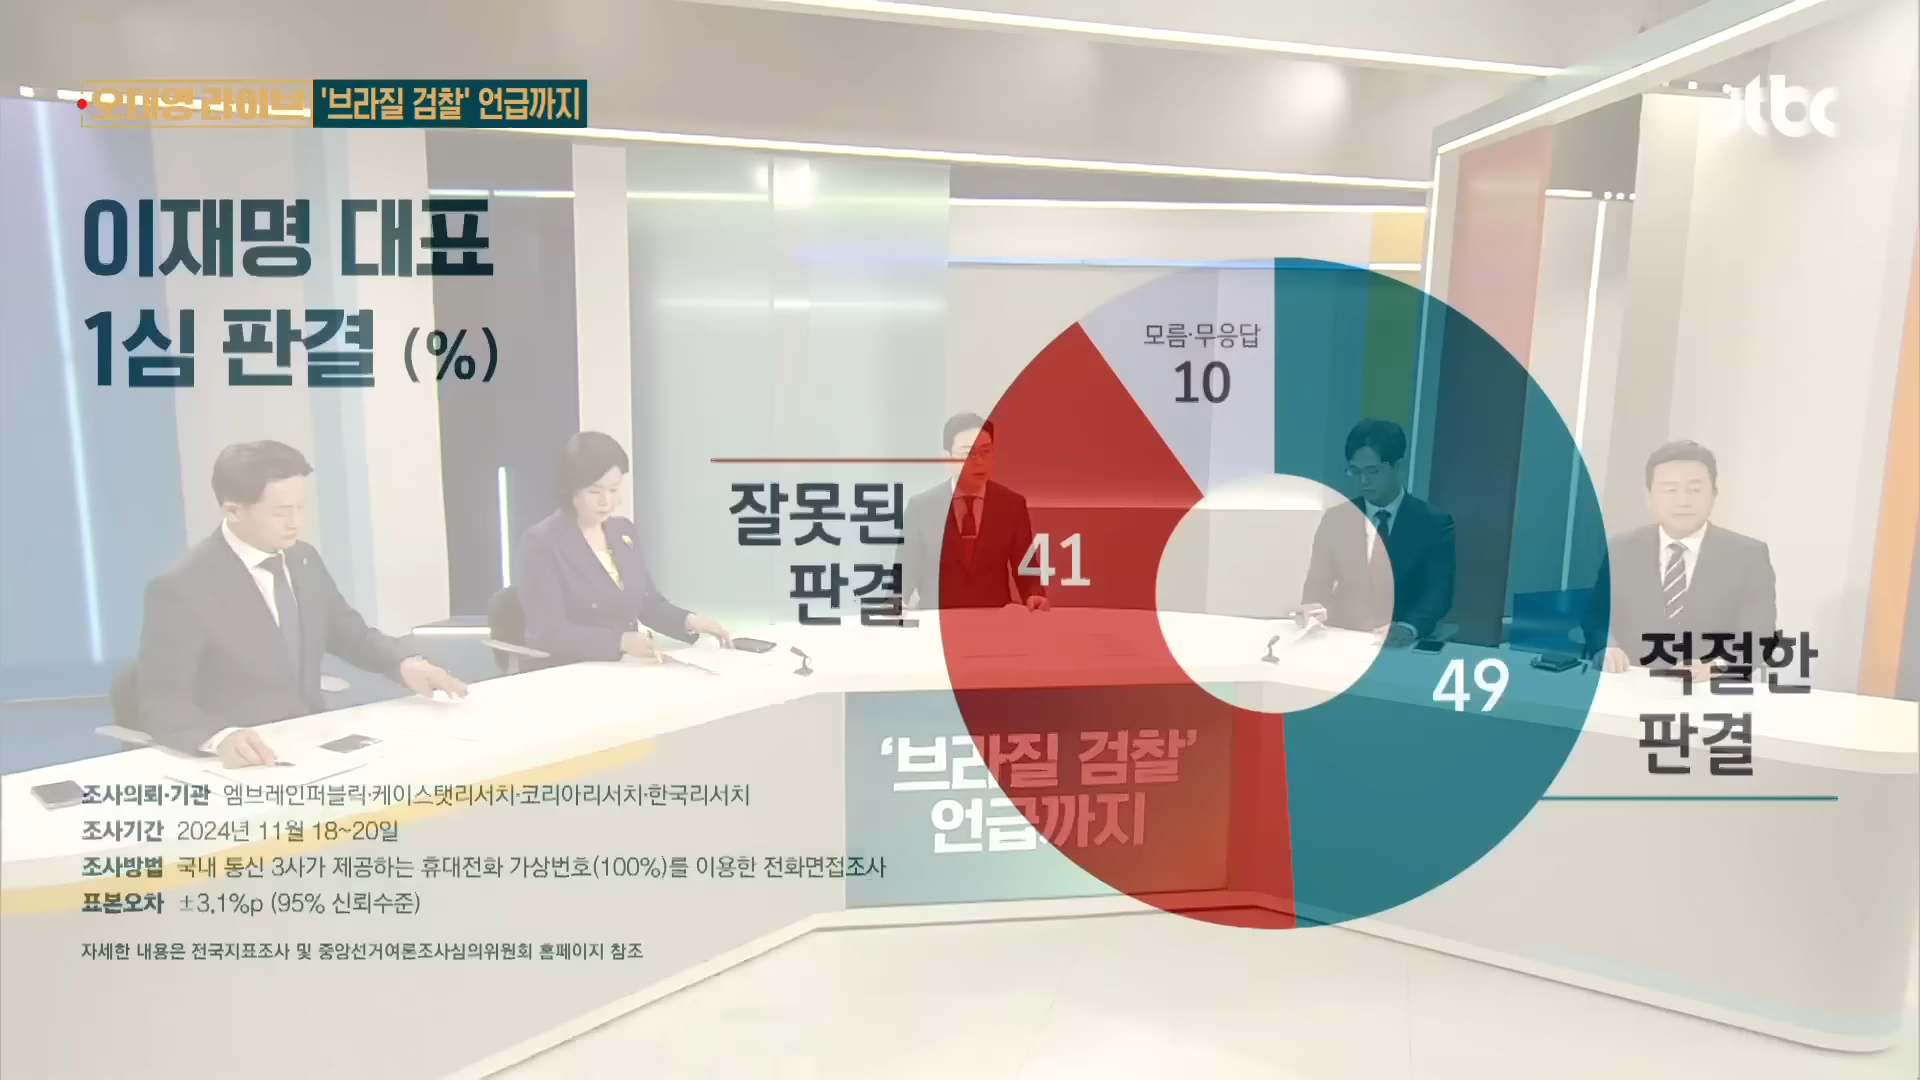 오대영 라이브 '브라질 검찰' 언급까지
jtbc
이재명 대표
1심 판결 (%)
모름·무응답
10
잘못된
판결
41
49
적절한
판결
'브라질 검찰'
언급까지
조사의뢰·기관 엠브레인퍼블릭·케이스탯리서치·코리아리서치·한국리서치
조사기간 2024년 11월 18~20일
조사방법 국내 통신 3사가 제공하는 휴대전화 가상번호(100%)를 이용한 전화면접조사
표본오차 ±3.1%p (95% 신뢰수준)
자세한 내용은 전국지표조사 및 중앙선거여론조사심의위원회 홈페이지 참조